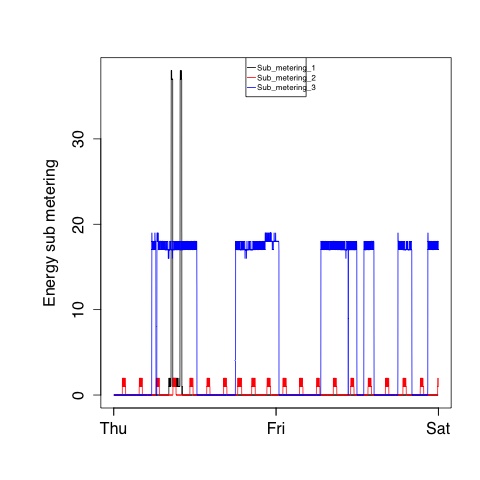 Sub_metering_1
Sub_metering_2
Sub_metering_3
Energy sub metering
30
20
10
0
Thu Fri Sat